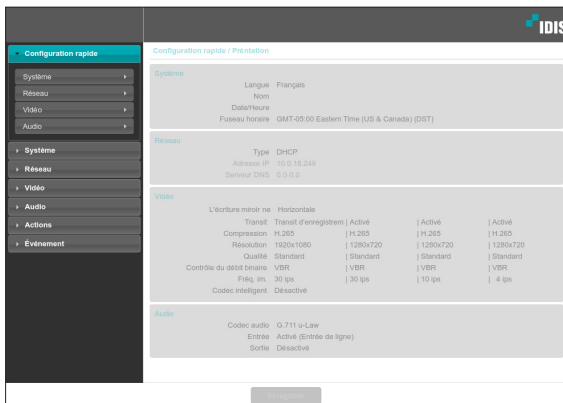 IDIS
Configuration rapide
Système
Réseau
Vidéo
Audio
Système
Réseau
Vidéo
Audio
Actions
Événement
Configuration rapide / Préntation
Système
Langue Français
Nom
Date/Heure
Fuseau horaire GMT-05:00 Eastern Time (US & Canada) (DST)
Réseau
Type DHCP
Adresse IP 10.0.15.249
Serveur DNS 0.0.0.0
Vidéo
L'écriture miroir ne Horizontale
Transit Transit d'enregistrem | Activé | Activé | Activé
Compression H.265 | H.265 | H.265 | H.265
Résolution 1920x1080 | 1280x720 | 1280x720 | 1280x720
Qualité Standard | Standard | Standard | Standard
Contrôle du débit binaire VBR | VBR | VBR | VBR
Fréq. im. 30 ips | 30 ips | 10 ips | 4 ips
Codec intelligent Désactivé
Audio
Codec audio G.711 u-Law
Entrée Activé (Entrée de ligne)
Sortie Désactivé